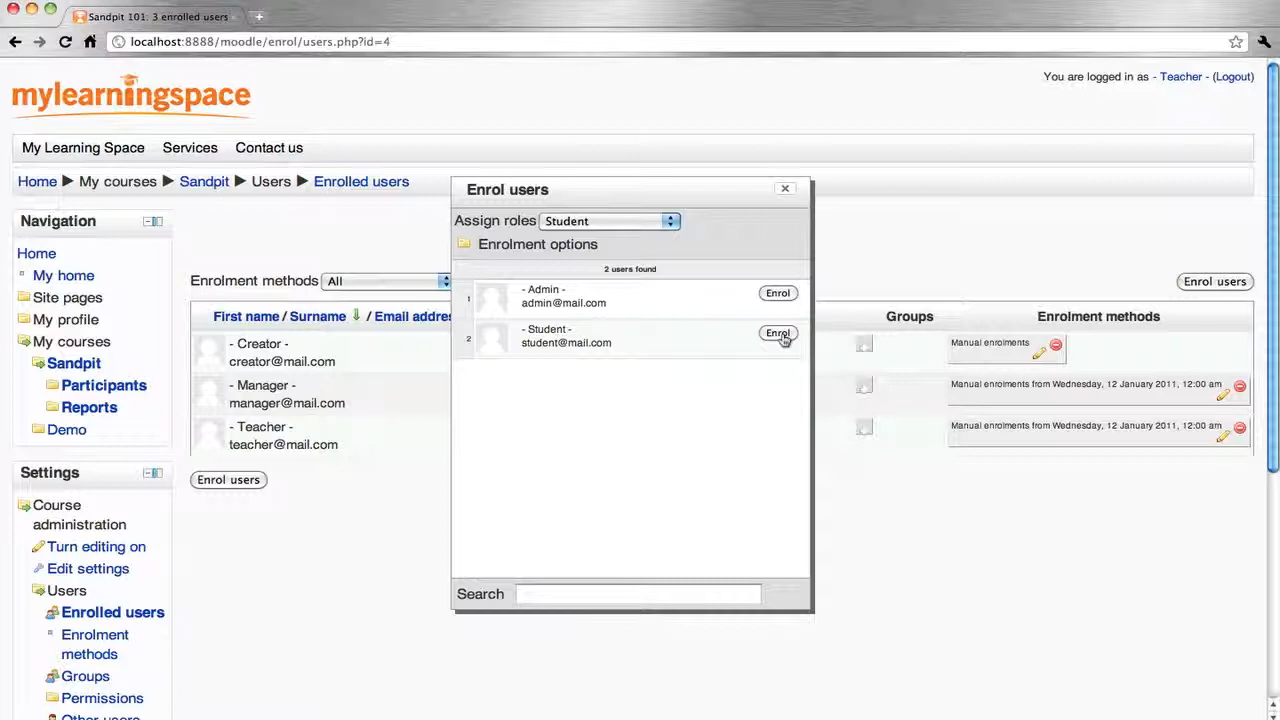 Sandpit 101: 3 enrolled users
localhost:8888/moodle/enrol/users.php?id=4
mylearningspace
You are logged in as - Teacher - (Logout)
My Learning Space Services Contact us
Home ▶ My courses ▶ Sandpit ▶ Users ▶ Enrolled users
Navigation
Home
My home
Site pages
My profile
My courses
Sandpit
Participants
Reports
Demo
Settings
Course
administration
Turn editing on
Edit settings
Users
Enrolled users
Enrolment
methods
Groups
Permissions
Other users
Enrolment methods All
Enrol users
First name / Surname ↓ / Email addres
Groups
Enrolment methods
- Creator -
creator@mail.com
Manual enrolments
- Manager -
manager@mail.com
Manual enrolments from Wednesday, 12 January 2011, 12:00 am
- Teacher -
teacher@mail.com
Manual enrolments from Wednesday, 12 January 2011, 12:00 am
Enrol users
Enrol users
Assign roles Student
Enrolment options
2 users found
1
- Admin -
admin@mail.com
Enrol
2
- Student -
student@mail.com
Enrol
Search